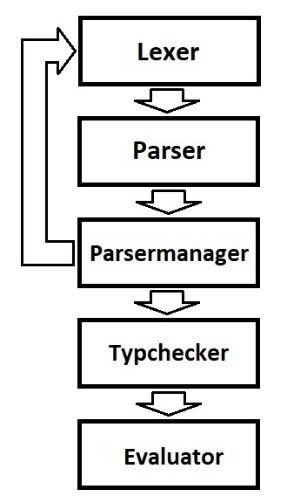 Lexer
Parser
Parsermanager
Typchecker
Evaluator